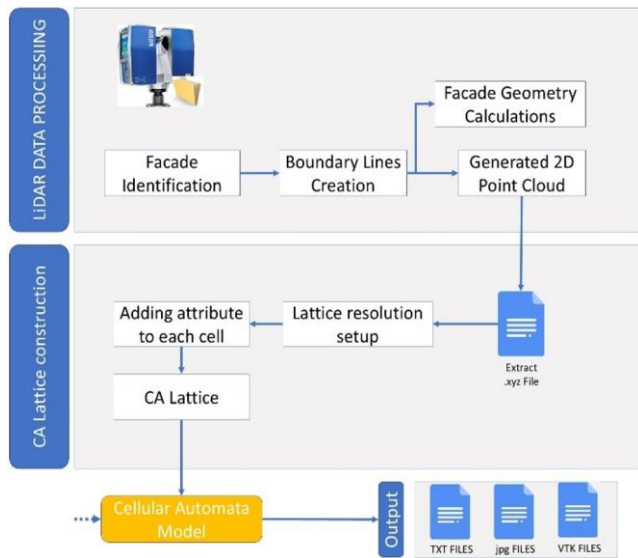 LiDAR DATA PROCESSIING
Facade Geometry
Calculations
Facade
Identification
Boundary Lines
Creation
Generated 2D
Point Cloud
CA Lattice construction
Adding attribute
to each cell
Lattice resolution
setup
Extract
.xyz File
CA Lattice
Cellular Automata
Model
Output
TXT FILES
jpg FILES
VTK FILES